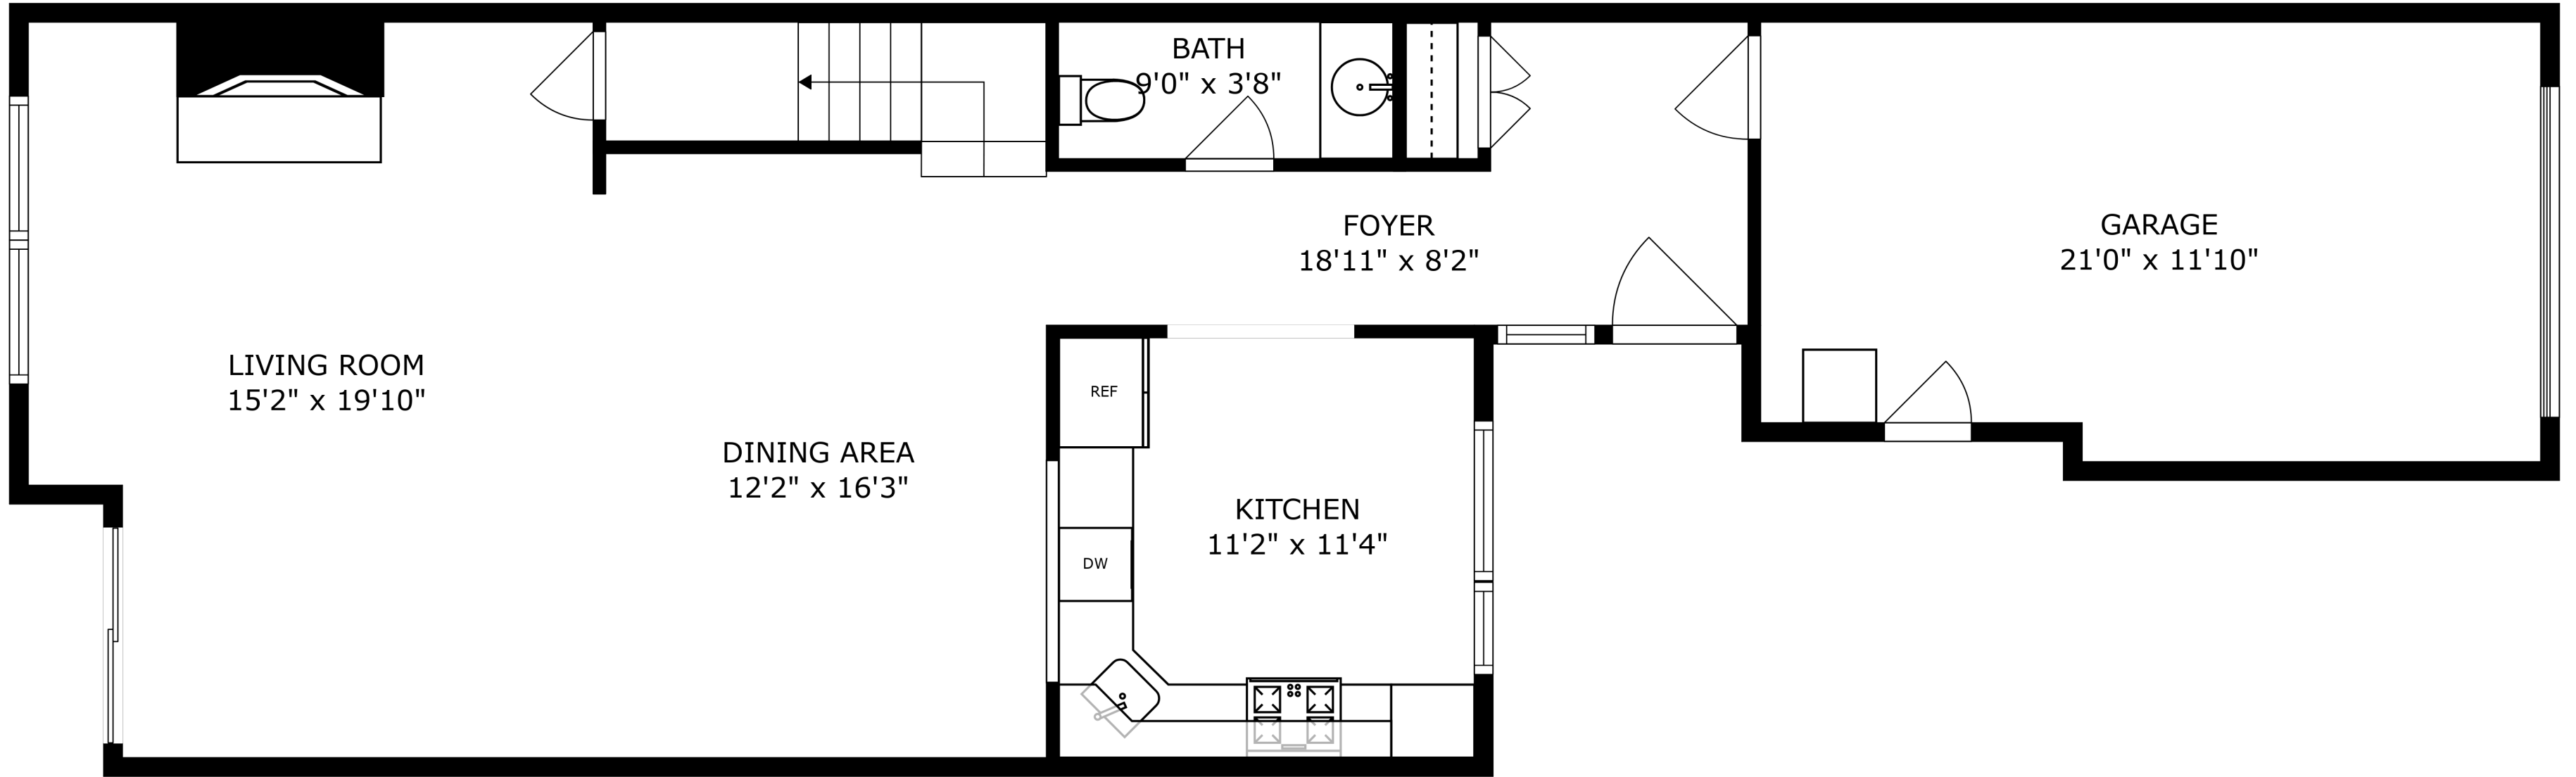 BATH
9'0" x 3'8"
FOYER
18'11" x 8'2"
GARAGE
21'0" x 11'10"
LIVING ROOM
15'2" x 19'10"
REF
DINING AREA
12'2" x 16'3"
KITCHEN
11'2" x 11'4"
DW